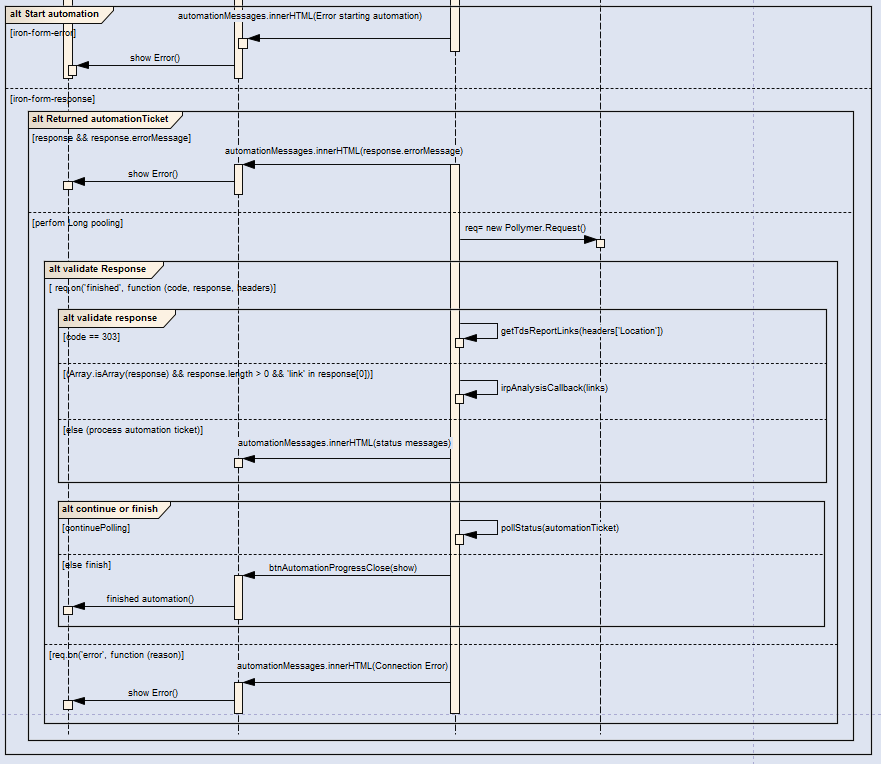 alt Start automation
automationMessages.innerHTML(Error starting automation)
[iron-form-error]
show Error()
[iron-form-response]
alt Returned automationTicket
[response && response.errorMessage]
automationMessages.innerHTML(response.errorMessage)
show Error()
[perfom Long pooling]
req= new Pollymer.Request()
alt validate Response
[ req.on('finished', function (code, response, headers)]
alt validate response
[code == 303]
getTdsReportLinks(headers['Location'])
[(Array.isArray(response) && response.length > 0 && 'link' in response[0])]
irpAnalysisCallback(links)
[else (process automation ticket)]
automationMessages.innerHTML(status messages)
alt continue or finish
[continuePolling]
pollStatus(automationTicket)
[else finish]
btnAutomationProgressClose(show)
finished automation()
[req.on('error', function (reason)]
automationMessages.innerHTML(Connection Error)
show Error()